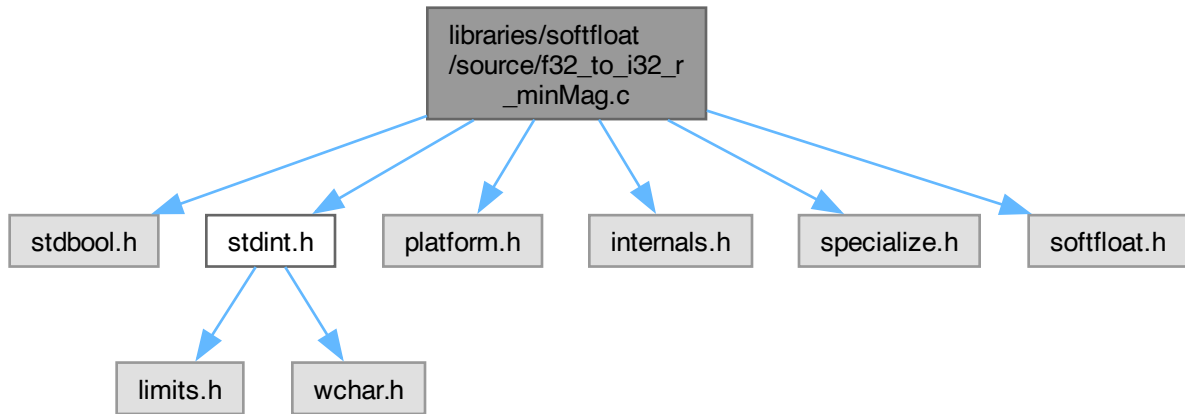 libraries/softfloat
/source/f32_to_i32_r
_minMag.c
stdbool.h
stdint.h
platform.h
internals.h
specialize.h
softfloat.h
limits.h
wchar.h